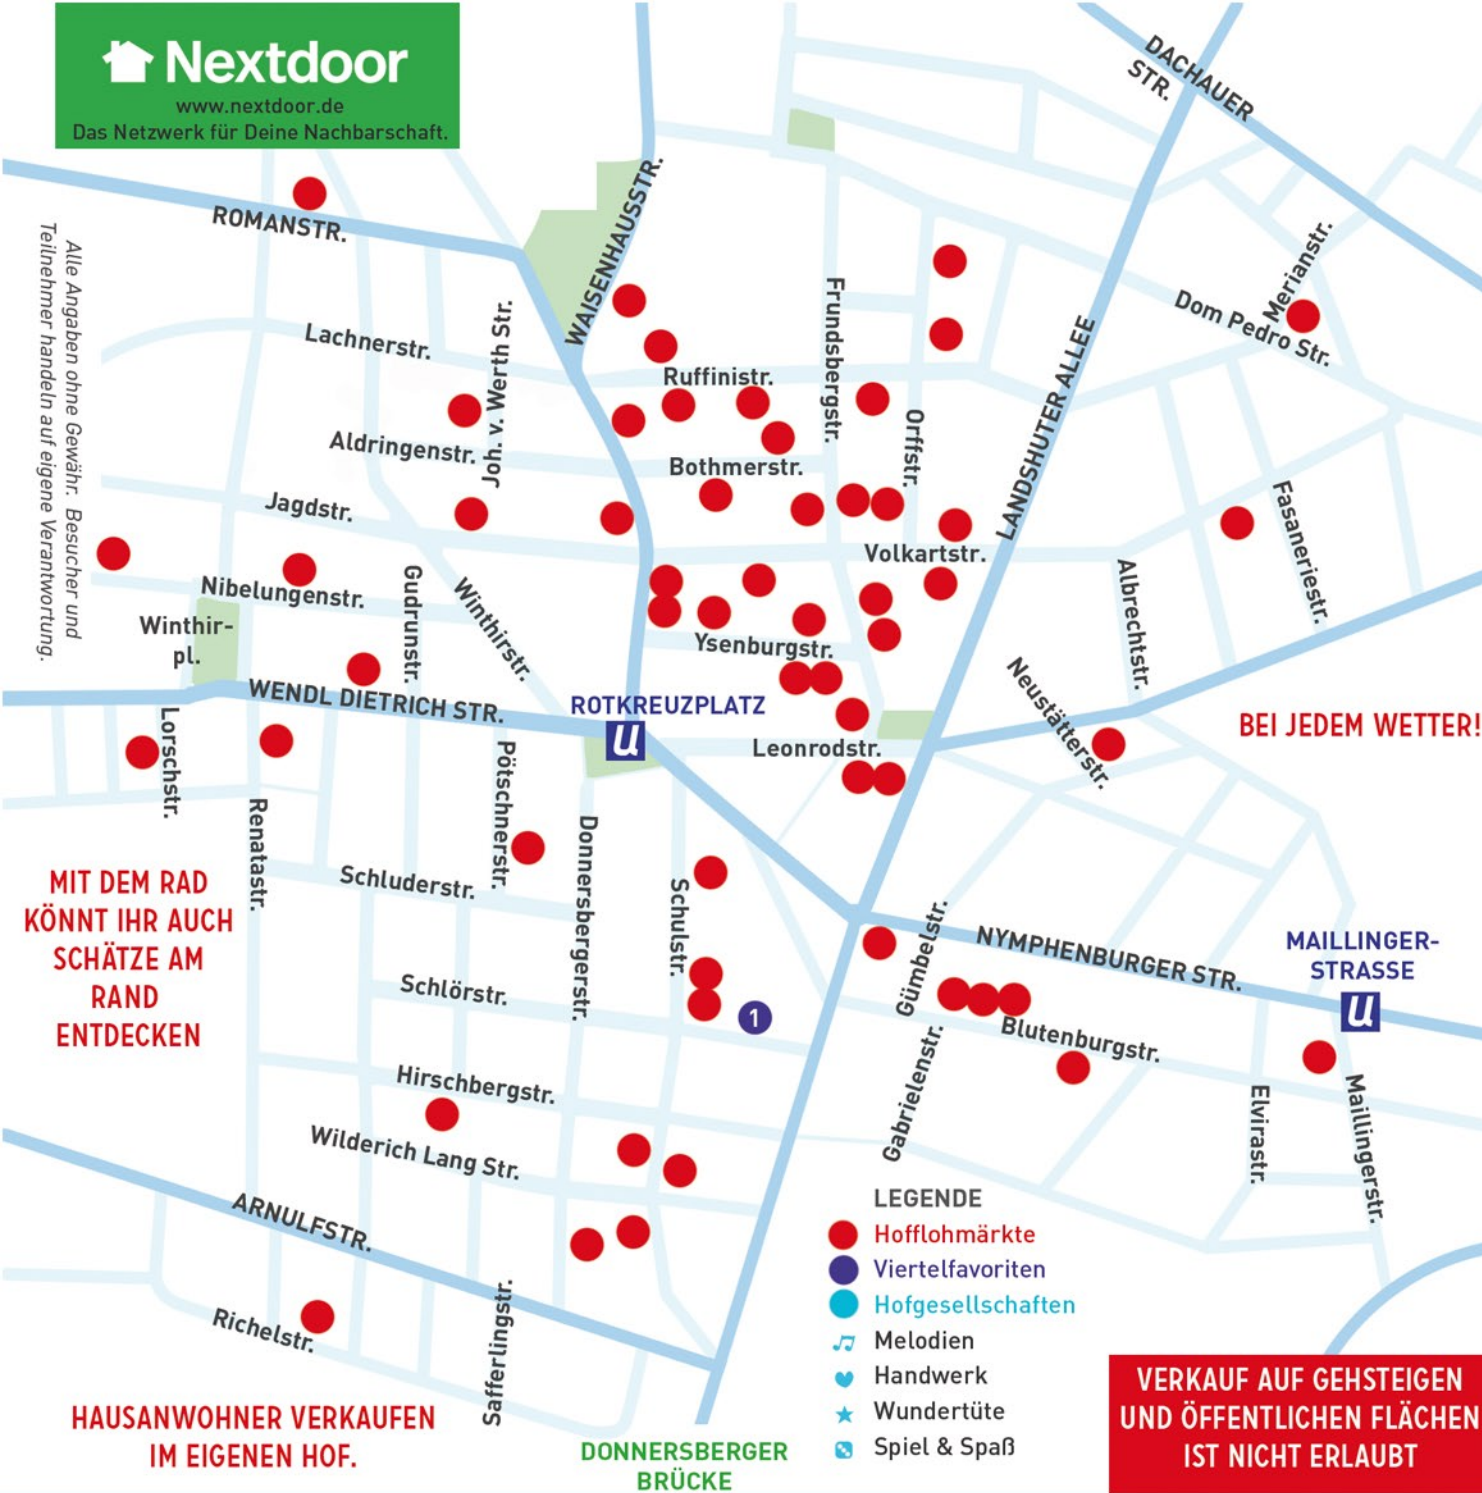 Nextdoor
www.nextdoor.de
Das Netzwerk für Deine Nachbarschaft.
DACHAUER
STR.
ROMANSTR.
WAISENHAUSSTR.
Alle Angaben ohne Gewähr. Besucher und
Teilnehmer handeln auf eigene Verantwortung.
Merianstr.
Dom Pedro Str.
Lachnerstr.
Joh. v. Werth Str.
Frundsbergstr.
LANDSHUTER ALLEE
Ruffinistr.
Orffstr.
Aldringenstr.
Bothmerstr.
Jagdstr.
Fasaneriestr.
Volkartstr.
Albrechtstr.
Nibelungenstr.
Gudrunstr.
Winthirstr.
Winthir-
pl.
Ysenburgstr.
Neustätterstr.
WENDL DIETRICH STR.
ROTKREUZPLATZ
U
BEI JEDEM WETTER!
Lorschstr.
Leonrodstr.
Pötschnerstr.
Renatastr.
Donnersbergerstr.
MIT DEM RAD
KÖNNT IHR AUCH
SCHÄTZE AM
RAND
ENTDECKEN
Schluderstr.
Schulstr.
Gümbelstr.
NYMPHENBURGER STR.
MAILLINGER-
STRASSE
U
Schlörstr.
1
Blutenburgstr.
Gabrielenstr.
Hirschbergstr.
Elvirastr.
Maillingerstr.
Wilderich Lang Str.
ARNULFSTR.
Richelstr.
Safferlingstr.
LEGENDE
Hofflohmärkte
Viertelfavoriten
Hofgesellschaften
Melodien
Handwerk
Wundertüte
Spiel & Spaß
HAUSANWOHNER VERKAUFEN
IM EIGENEN HOF.
DONNERSBERGER
BRÜCKE
VERKAUF AUF GEHSTEIGEN
UND ÖFFENTLICHEN FLÄCHEN
IST NICHT ERLAUBT